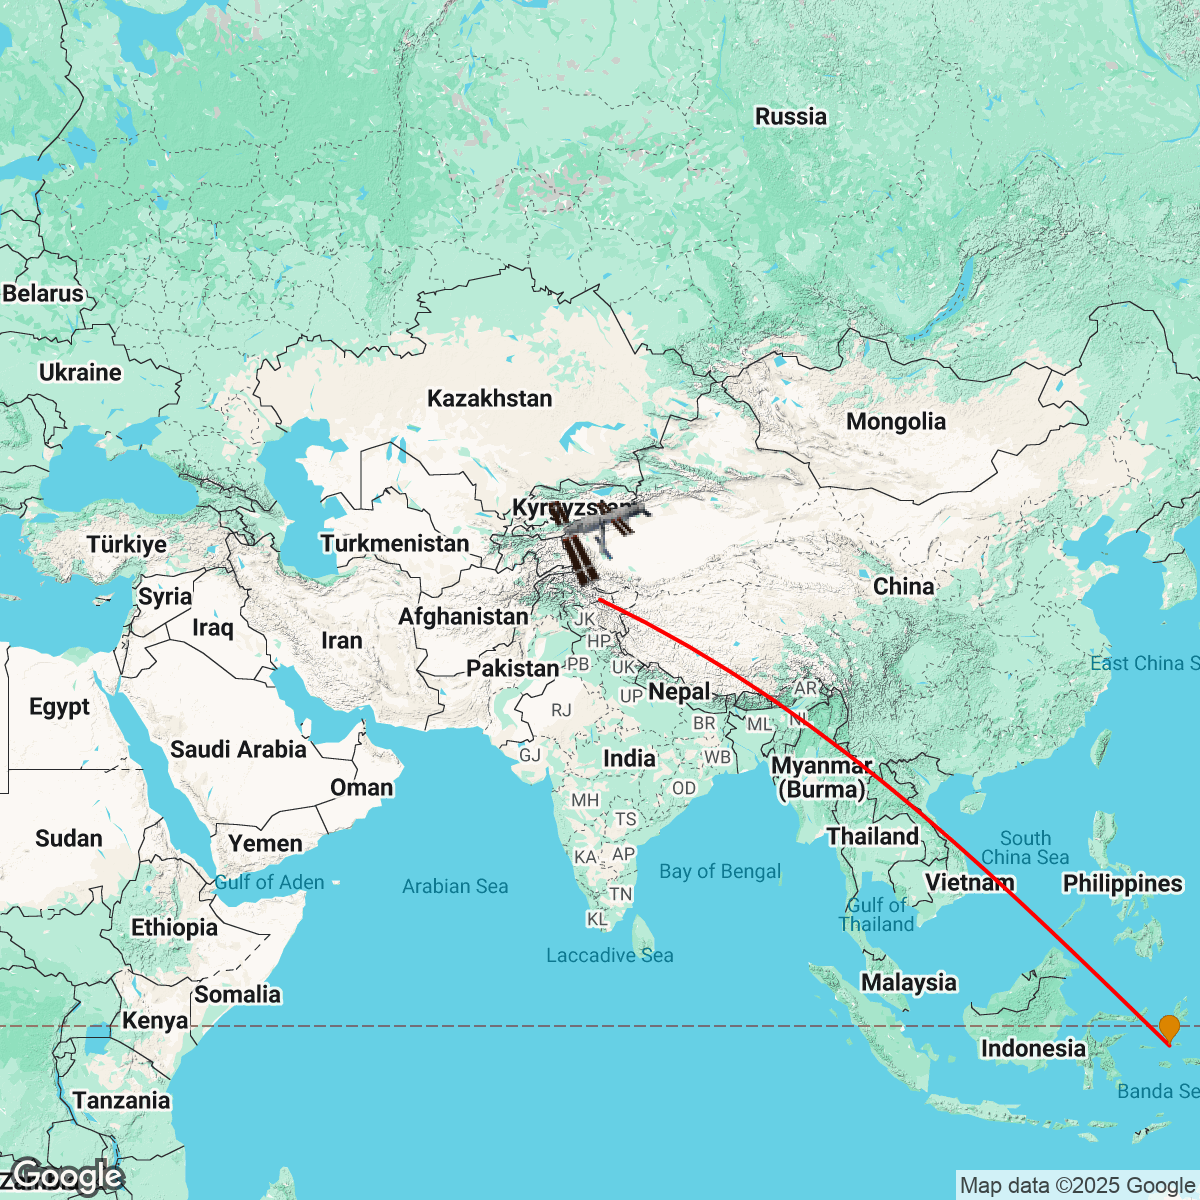 Russia
Belarus
Ukraine
Kazakhstan
Mongolia
Kyrgyzstan
Türkiye
Turkmenistan
China
Syria
Afghanistan
Iraq
Iran
JK
HP
Pakistan
PB
UK
East China S
Nepal
AR
Egypt
UP
RJ
BR
ML
NL
Saudi Arabia
GJ
India
WB
Myanmar
(Burma)
Oman
OD
MH
TS
Sudan
Yemen
Thailand
South
China Sea
KA
AP
Gulf of Aden
Arabian Sea
Bay of Bengal
Vietnam
Philippines
TN
Gulf of
Thailand
KL
Ethiopia
Laccadive Sea
Malaysia
Somalia
Kenya
Indonesia
Tanzania
Banda Se
Zambia
Google
Map data ©2025 Google